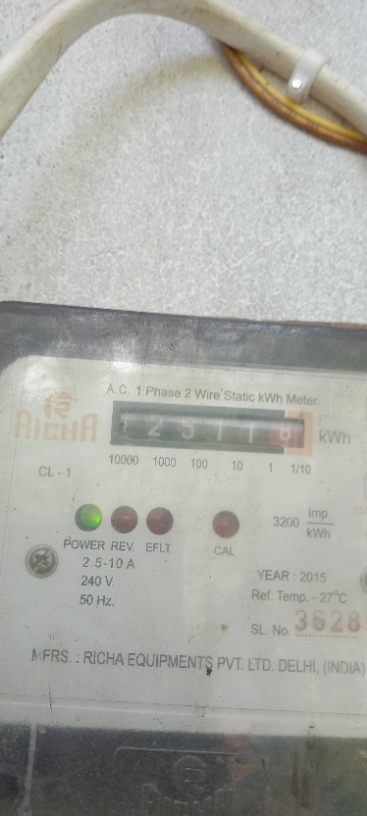 A.C. 1 Phase 2 Wire Static kWh Meter
RICHA
kWh
10000 1000 100 10 1 1/10
CL - 1
3200 Imp
kWh
POWER REV. EFLT CAL
2.5-10 A
240 V.
50 Hz.
YEAR : 2015
Ref. Temp. - 27°C
SL. No. 3628
MFRS. : RICHA EQUIPMENTS PVT. LTD. DELHI, (INDIA)